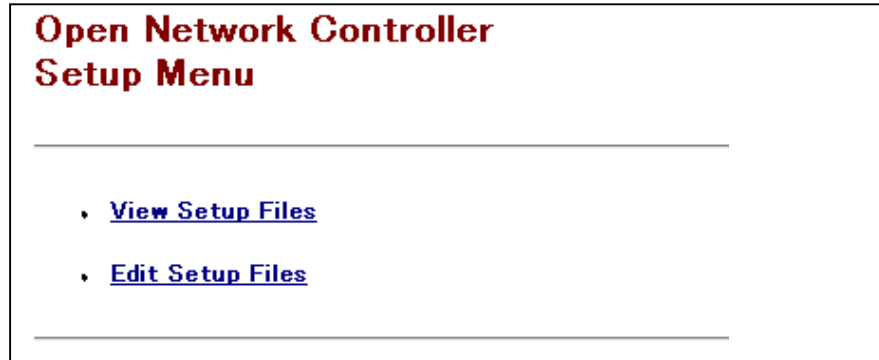 Open Network Controller
Setup Menu
View Setup Files
Edit Setup Files